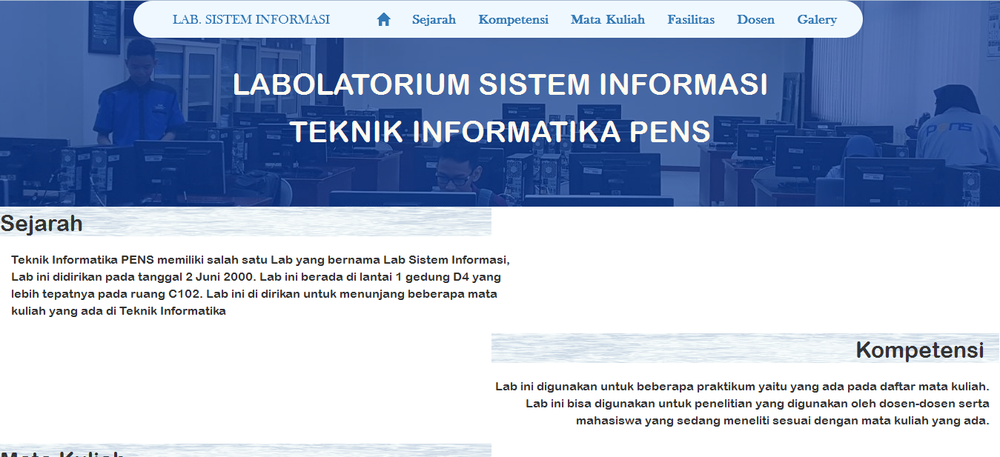 LAB. SISTEM INFORMASI Sejarah Kompetensi Mata Kuliah Fasilitas Dosen Galery
LABOLATORIUM SISTEM INFORMASI
TEKNIK INFORMATIKA PENS
Sejarah
Teknik Informatika PENS memiliki salah satu Lab yang bernama Lab Sistem Informasi,
Lab ini didirikan pada tanggal 2 Juni 2000. Lab ini berada di lantai 1 gedung D4 yang
lebih tepatnya pada ruang C102. Lab ini di dirikan untuk menunjang beberapa mata
kuliah yang ada di Teknik Informatika
Kompetensi
Lab ini digunakan untuk beberapa praktikum yaitu yang ada pada daftar mata kuliah.
Lab ini bisa digunakan untuk penelitian yang digunakan oleh dosen-dosen serta
mahasiswa yang sedang meneliti sesuai dengan mata kuliah yang ada.
Mata Kuliah